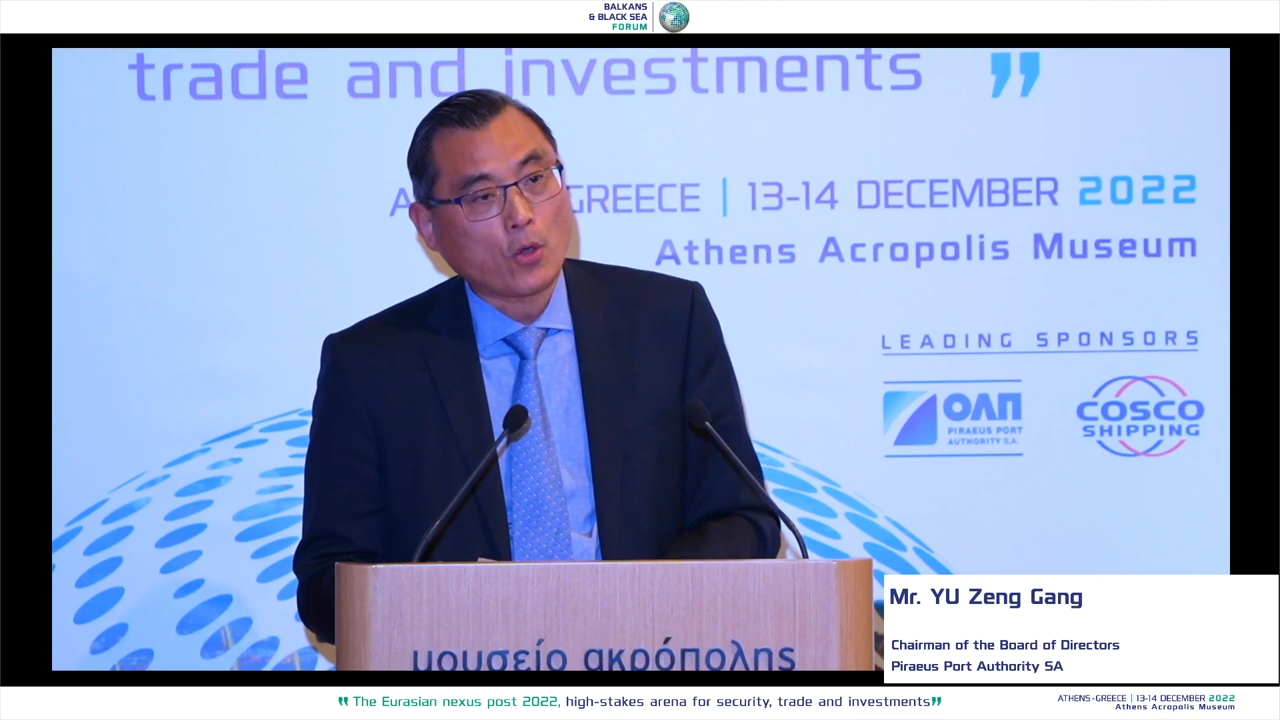 BALKANS
& BLACK SEA
FORUM
trade and investments ”
GREECE | 13-14 DECEMBER 2022
Athens Acropolis Museum
LEADING SPONSORS
ΟΛΠ
PIRAEUS PORT
AUTHORITY S.A.
COSCO
SHIPPING
μουσείο ακρόπολης
Mr. YU Zeng Gang
Chairman of the Board of Directors
Piraeus Port Authority SA
" The Eurasian nexus post 2022, high-stakes arena for security, trade and investments"
ATHENS-GREECE | 13-14 DECEMBER 2022
Athens Acropolis Museum